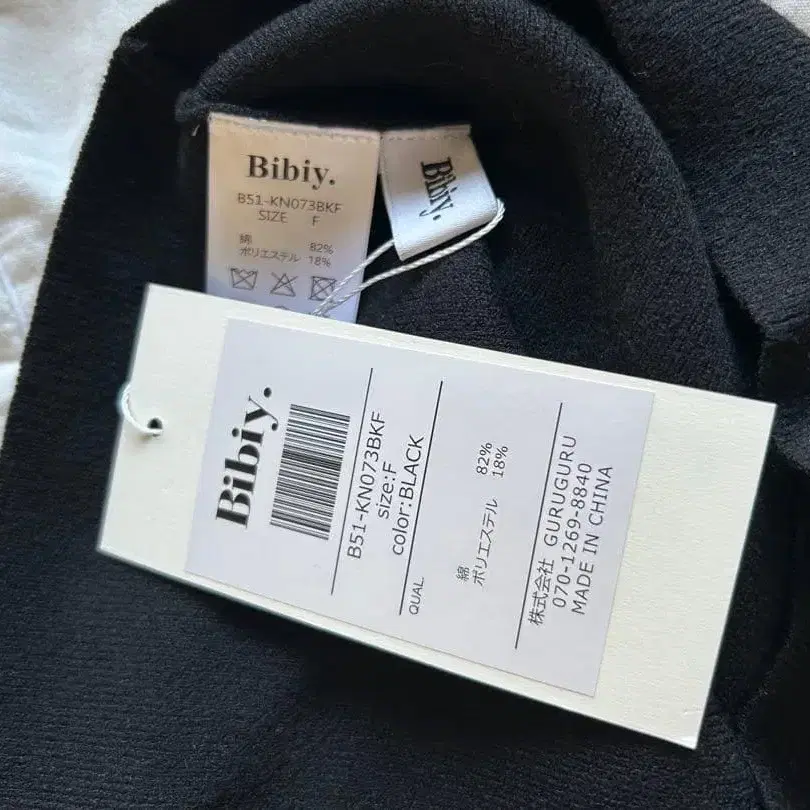 Bibiy.
B51-KN073BKF
SIZE F
綿 82%
ポリエステル 18%
Bibiy.
Bibiy.
B51-KN073BKF
size:F
color:BLACK
QUAL
綿 82%
ポリエステル 18%
株式会社 GURUGURU
070-1269-8840
MADE IN CHINA